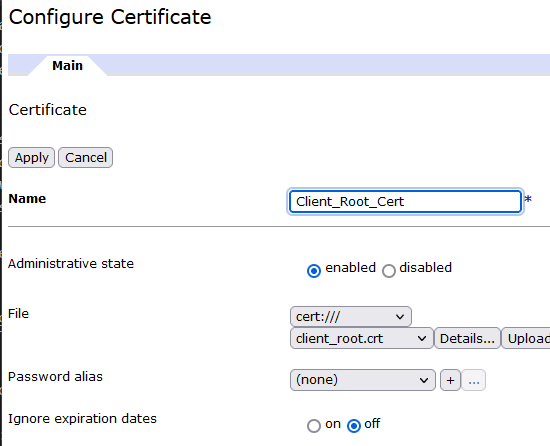 Configure Certificate
Main
Certificate
Apply Cancel
Name Client_Root_Cert *
Administrative state enabled disabled
File cert:///
client_root.crt Details... Upload
Password alias (none) + ...
Ignore expiration dates on off